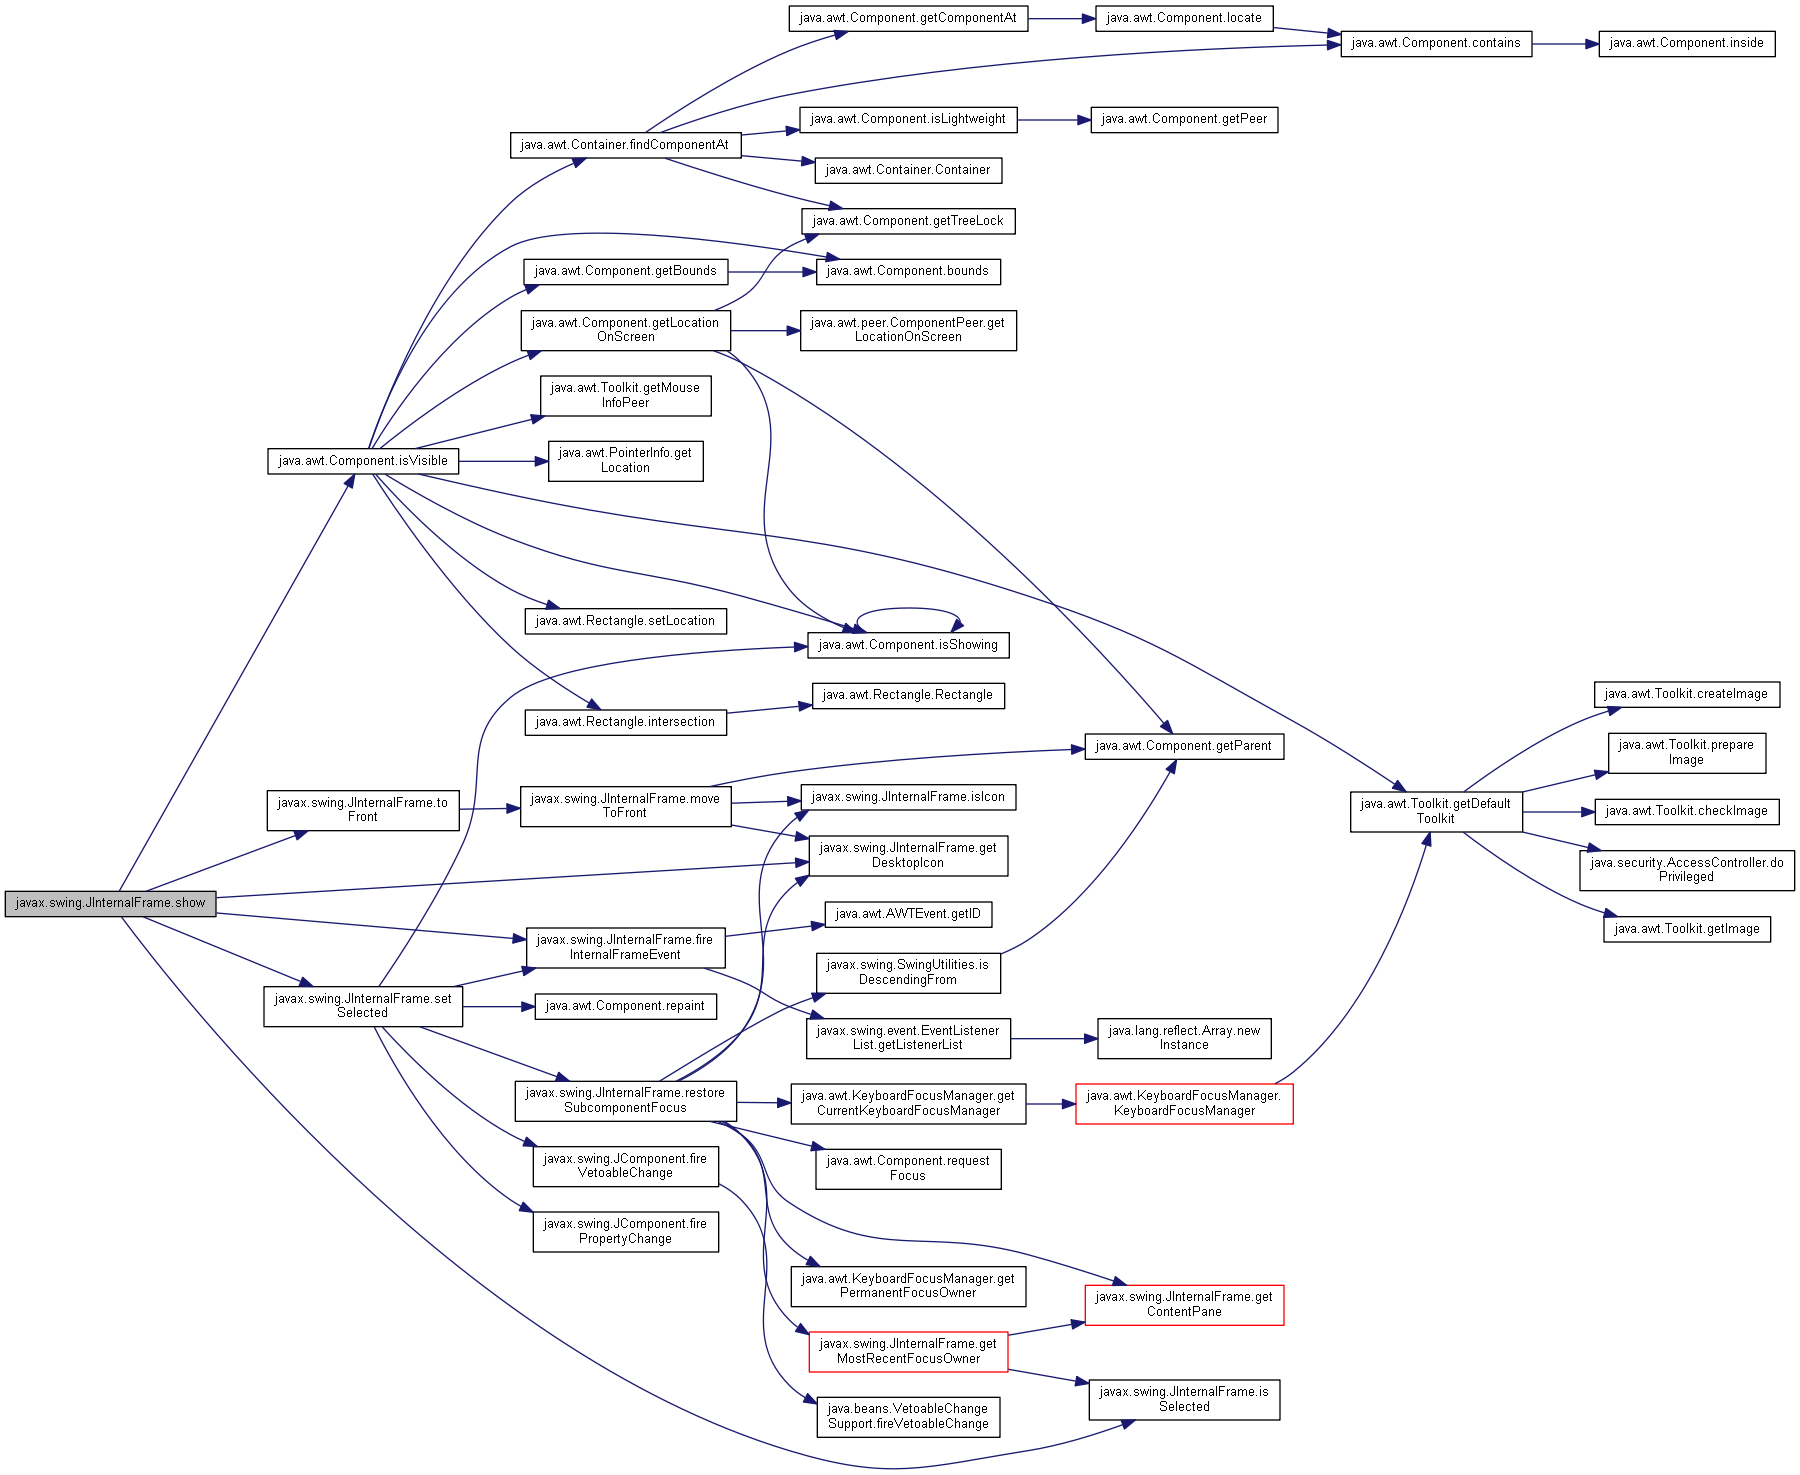 java.awt.Component.getComponentAt
java.awt.Component.locate
java.awt.Component.contains
java.awt.Component.inside
java.awt.Component.isLightweight
java.awt.Component.getPeer
java.awt.Container.findComponentAt
java.awt.Container.Container
java.awt.Component.getTreeLock
java.awt.Component.getBounds
java.awt.Component.bounds
java.awt.Component.getLocation
OnScreen
java.awt.peer.ComponentPeer.get
LocationOnScreen
java.awt.Toolkit.getMouse
InfoPeer
java.awt.Component.isVisible
java.awt.PointerInfo.get
Location
java.awt.Rectangle.setLocation
java.awt.Component.isShowing
java.awt.Rectangle.Rectangle
java.awt.Rectangle.intersection
java.awt.Toolkit.createImage
java.awt.Component.getParent
java.awt.Toolkit.prepare
Image
javax.swing.JInternalFrame.to
Front
javax.swing.JInternalFrame.move
ToFront
javax.swing.JInternalFrame.isIcon
java.awt.Toolkit.getDefault
Toolkit
java.awt.Toolkit.checkImage
javax.swing.JInternalFrame.get
DesktopIcon
java.security.AccessController.do
Privileged
javax.swing.JInternalFrame.show
java.awt.AWTEvent.getID
java.awt.Toolkit.getImage
javax.swing.JInternalFrame.fire
InternalFrameEvent
javax.swing.SwingUtilities.is
DescendingFrom
javax.swing.JInternalFrame.set
Selected
java.awt.Component.repaint
javax.swing.event.EventListener
List.getListenerList
java.lang.reflect.Array.new
Instance
javax.swing.JInternalFrame.restore
SubcomponentFocus
java.awt.KeyboardFocusManager.get
CurrentKeyboardFocusManager
java.awt.KeyboardFocusManager.
KeyboardFocusManager
javax.swing.JComponent.fire
VetoableChange
java.awt.Component.request
Focus
javax.swing.JComponent.fire
PropertyChange
java.awt.KeyboardFocusManager.get
PermanentFocusOwner
javax.swing.JInternalFrame.get
ContentPane
javax.swing.JInternalFrame.get
MostRecentFocusOwner
javax.swing.JInternalFrame.is
Selected
java.beans.VetoableChange
Support.fireVetoableChange